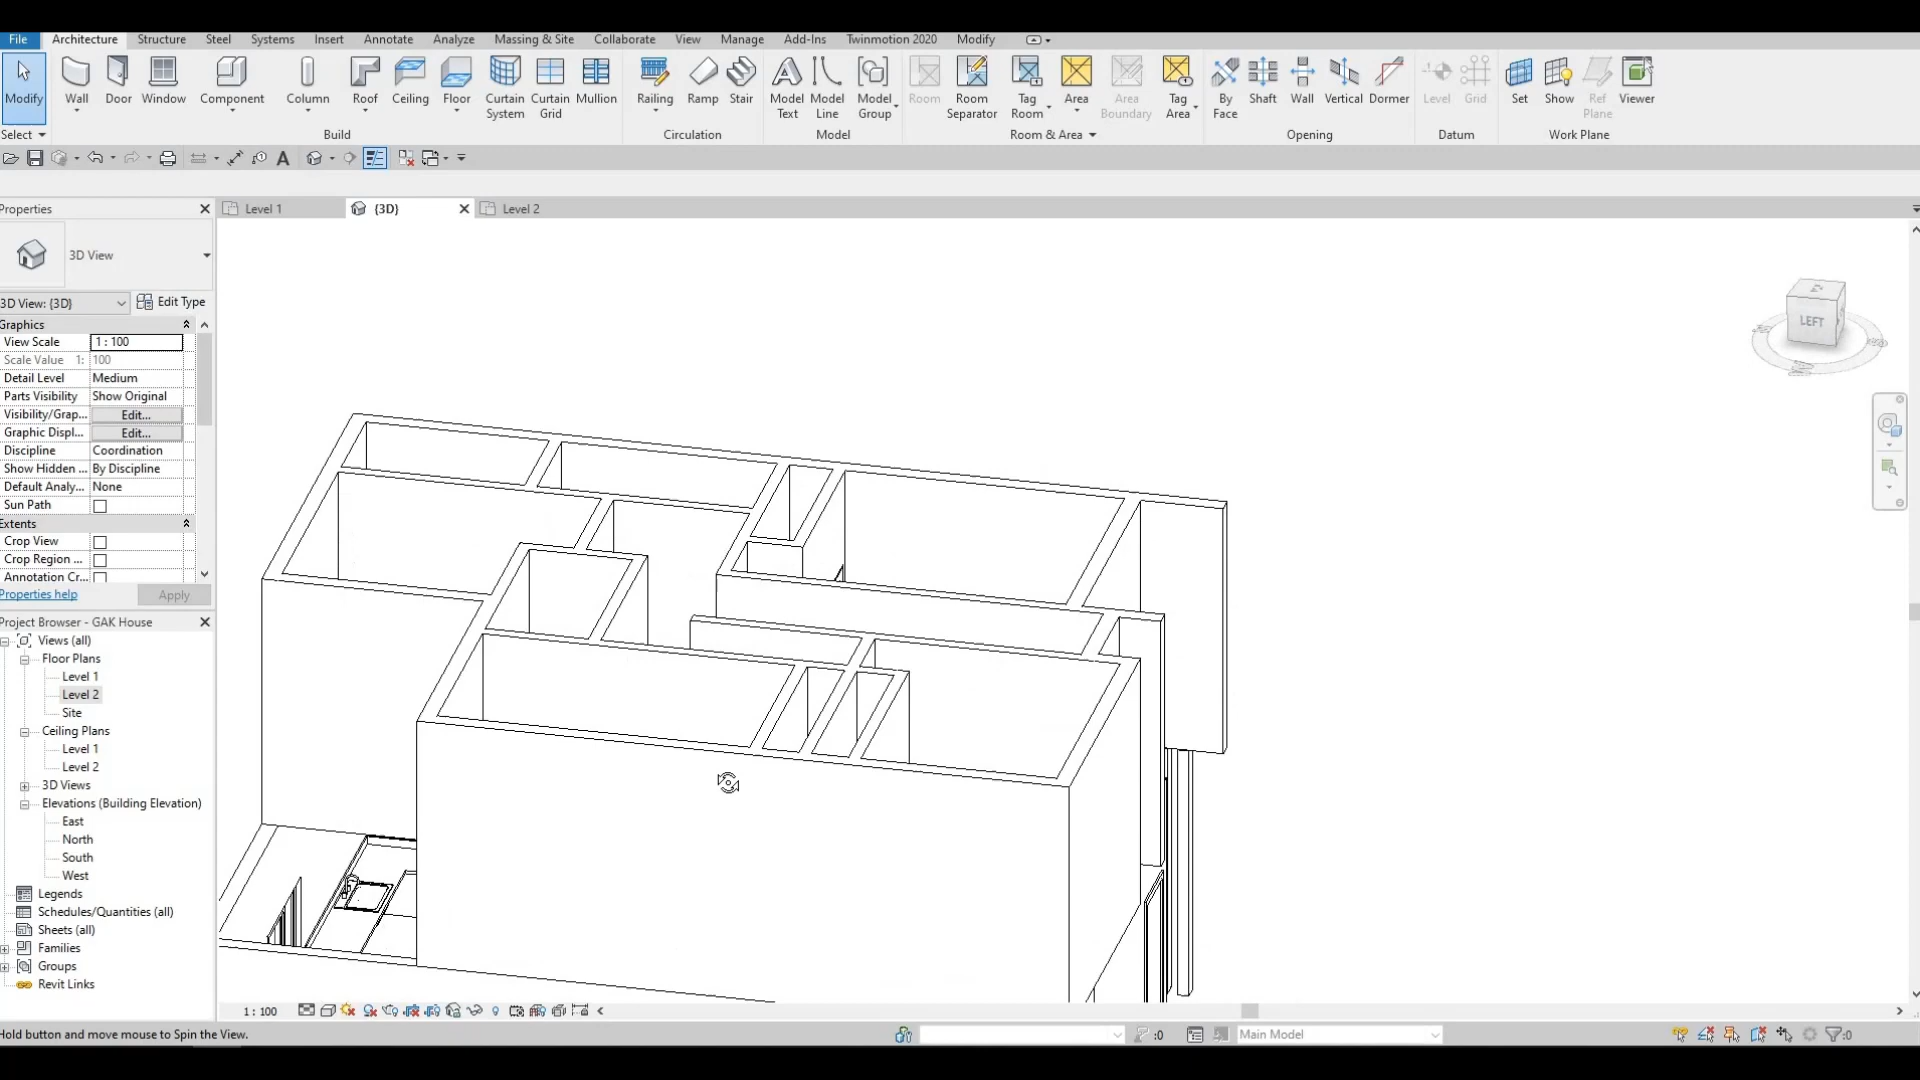 File Architecture Structure Steel Systems Insert Annotate Analyze Massing & Site Collaborate View Manage Add-Ins Twinmotion 2020 Modify
Modify Wall Door Window Component Column Roof Ceiling Floor Curtain System Curtain Grid Mullion Railing Ramp Stair Model Text Model Line Model Group Room Room Separator Tag Room Area Area Boundary Tag Area By Face Shaft Wall Vertical Dormer Level Grid Set Show Ref Plane Viewer
Select Build Circulation Model Room & Area Opening Datum Work Plane
Properties
Level 1 {3D} Level 2
3D View
3D View: {3D} Edit Type
Graphics
View Scale 1 : 100
Scale Value 1: 100
Detail Level Medium
Parts Visibility Show Original
Visibility/Grap... Edit...
Graphic Displ... Edit...
Discipline Coordination
Show Hidden ... By Discipline
Default Analy... None
Sun Path
Extents
Crop View
Crop Region ...
Annotation Cr...
Properties help Apply
Project Browser - GAK House
Views (all)
Floor Plans
Level 1
Level 2
Site
Ceiling Plans
Level 1
Level 2
3D Views
Elevations (Building Elevation)
East
North
South
West
Legends
Schedules/Quantities (all)
Sheets (all)
Families
Groups
Revit Links
LEFT
1 : 100
Hold button and move mouse to Spin the View.
:0 Main Model :0